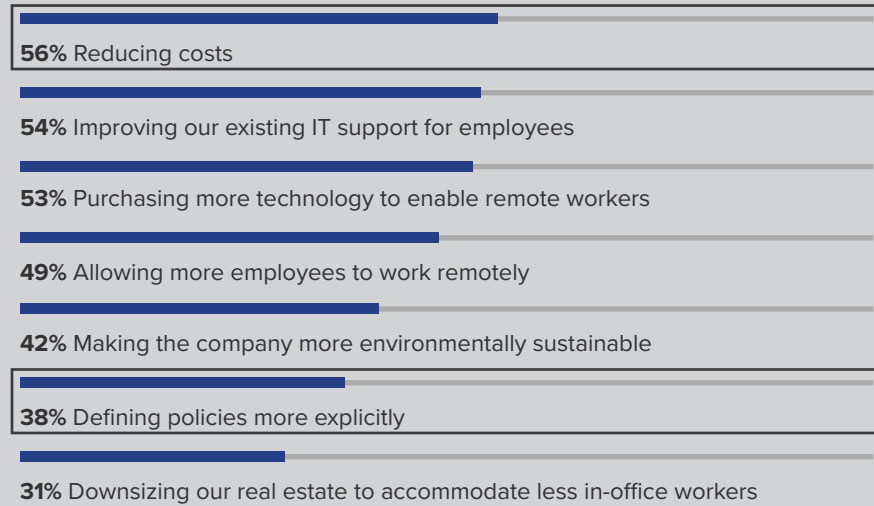 56% Reducing costs
54% Improving our existing IT support for employees
53% Purchasing more technology to enable remote workers
49% Allowing more employees to work remotely
42% Making the company more environmentally sustainable
38% Defining policies more explicitly
31% Downsizing our real estate to accommodate less in-office workers